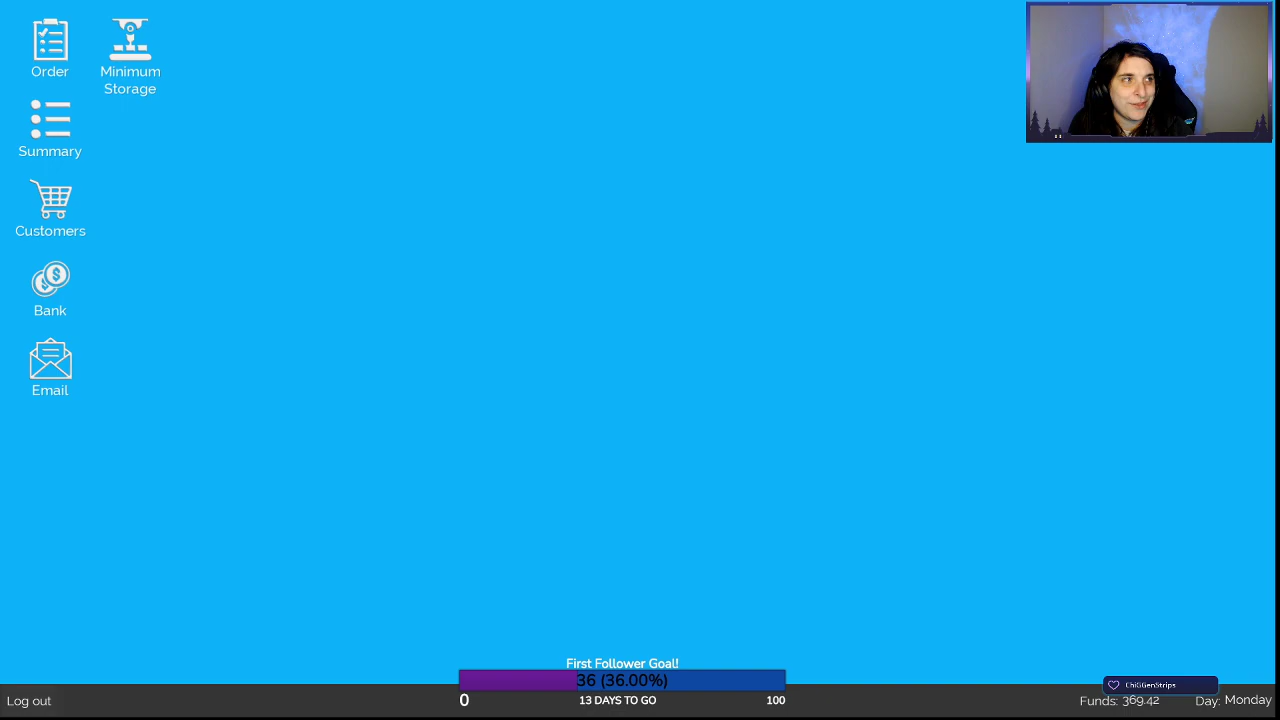 Order
Minimum
Storage
Summary
Customers
Bank
Email
First Follower Goal!
36 (36.00%)
0
13 DAYS TO GO
100
ChiGGenStrips
Log out
Funds: 369.42
Day: Monday